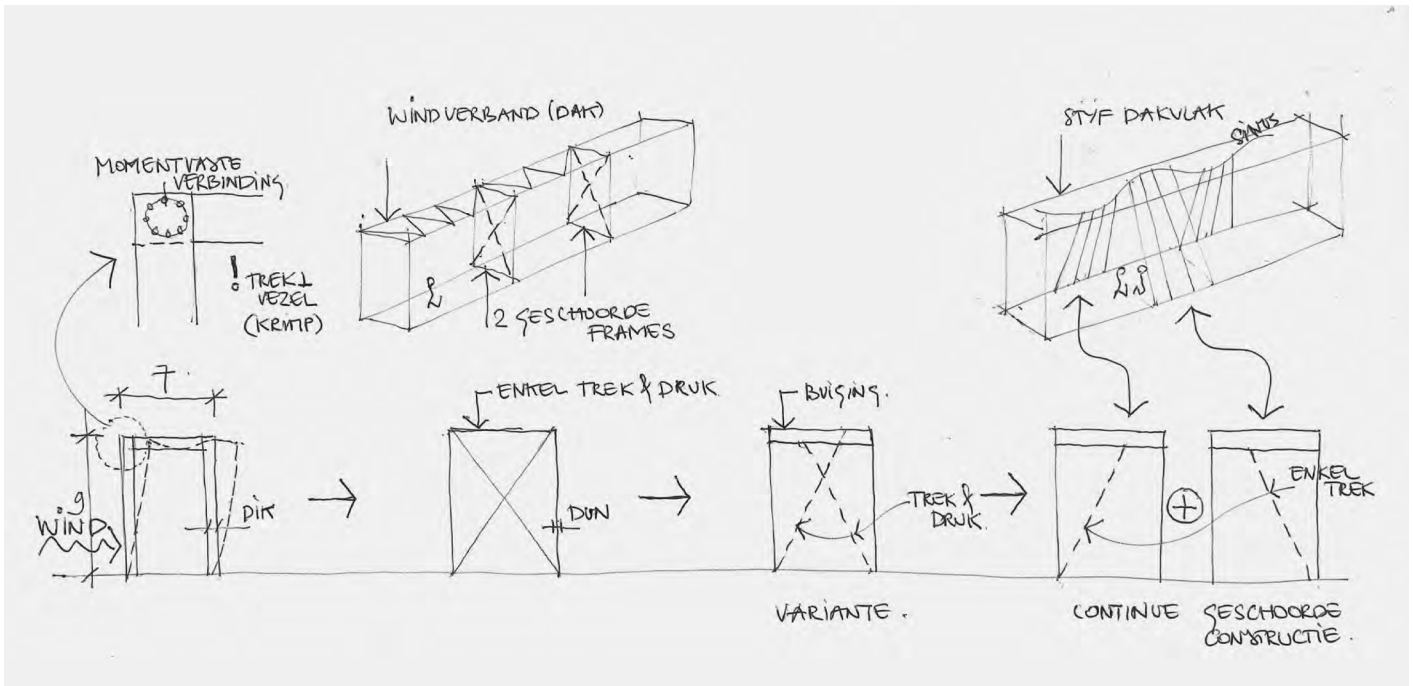 WINDVERBAND (DAK)
STIJF DAKVLAK
SINUS
MOMENTVASTE
VERBINDING
! TREK ⊥
VEZEL
(KRIMP)
2 GESCHOORDE
FRAMES
7
ENKEL TREK & DRUK
BUIGING.
9
WIND
DIK
DUN
TREK &
DRUK.
+
ENKEL
TREK
VARIANTE.
CONTINUE GESCHOORDE
CONSTRUCTIE.